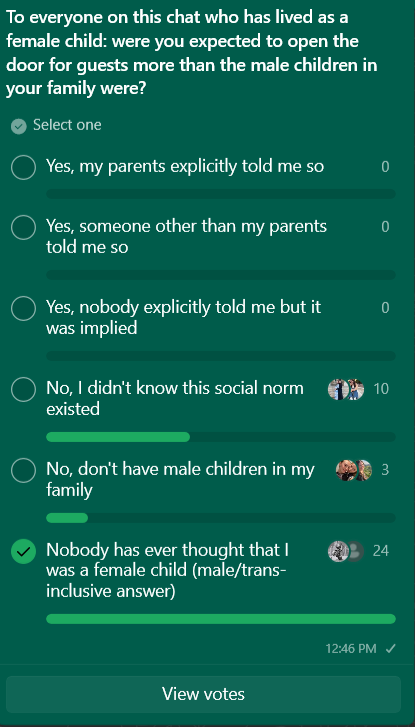 To everyone on this chat who has lived as a
female child: were you expected to open the
door for guests more than the male children in
your family were?
Select one
Yes, my parents explicitly told me so 0
Yes, someone other than my parents 0
told me so
Yes, nobody explicitly told me but it 0
was implied
No, I didn't know this social norm 10
existed
No, don't have male children in my 3
family
Nobody has ever thought that I 24
was a female child (male/trans-
inclusive answer)
12:46 PM
View votes